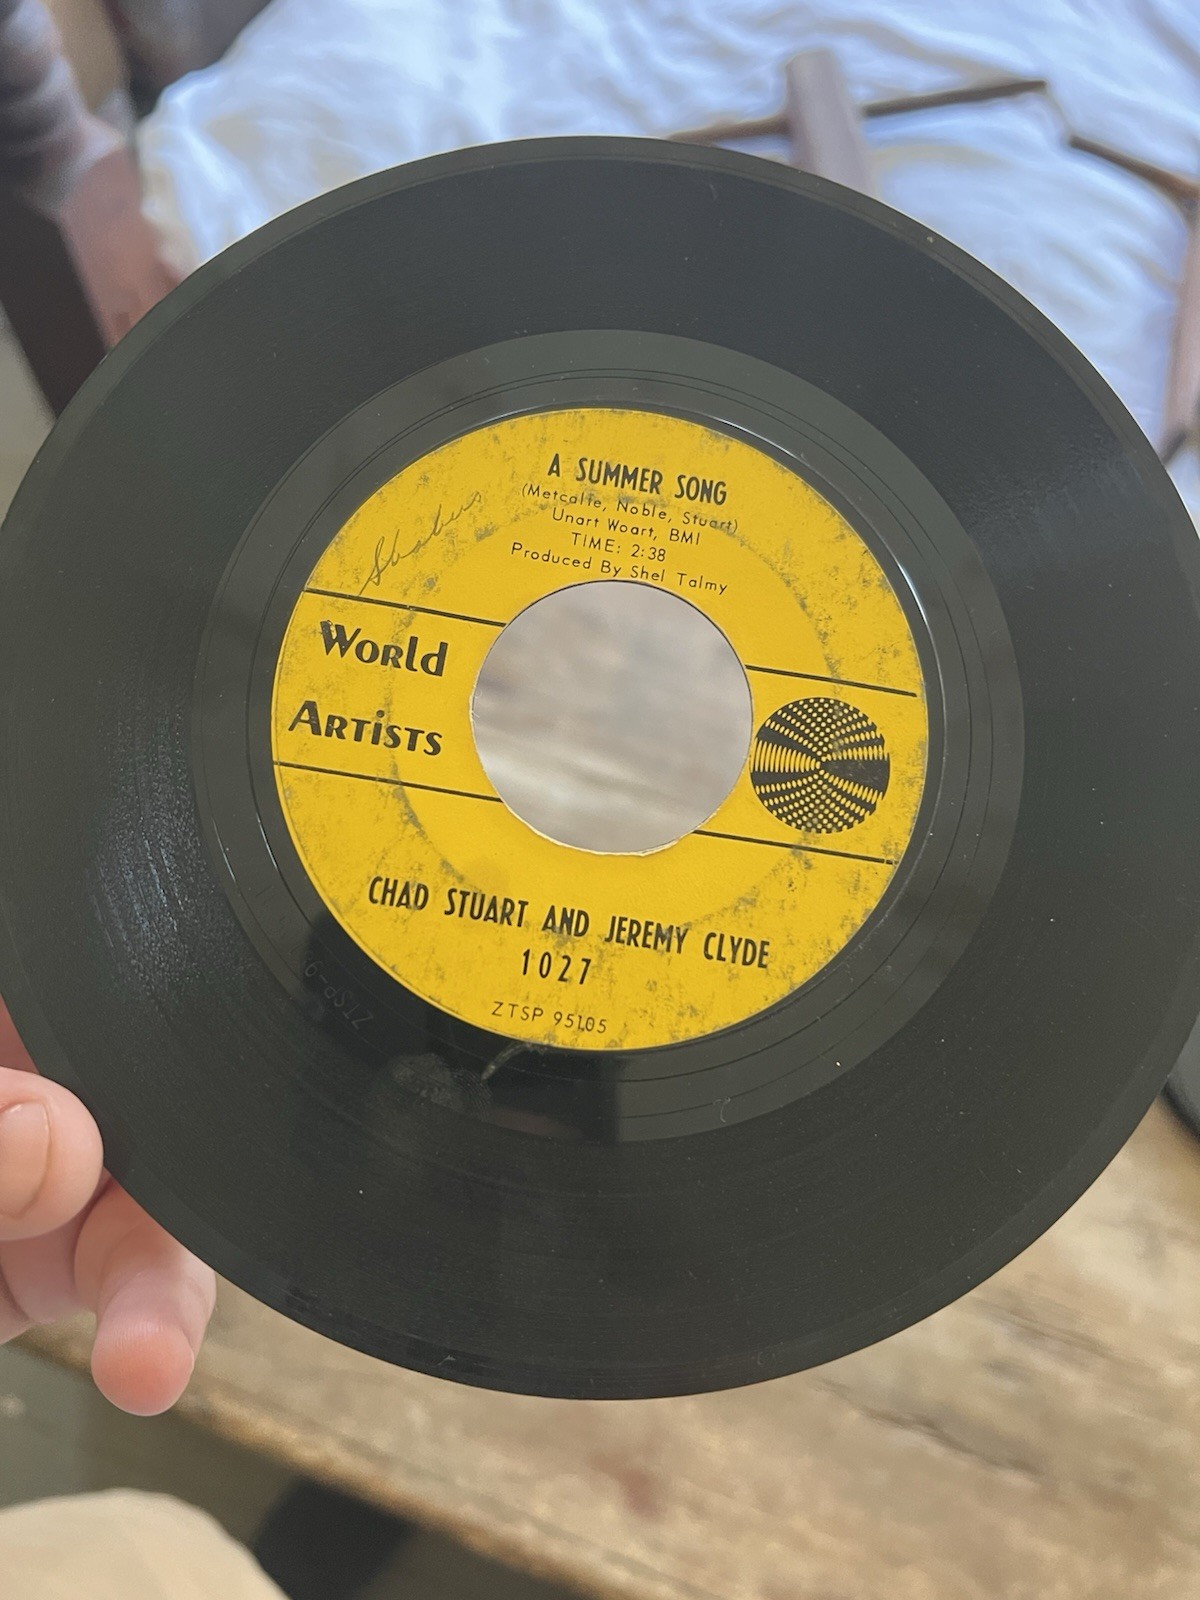 A SUMMER SONG
(Metcalfe, Noble, Stuart)
Unart Woart, BMI
TIME: 2:38
Produced By Shel Talmy
World
Artists
CHAD STUART AND JEREMY CLYDE
1027
ZTSP 95105